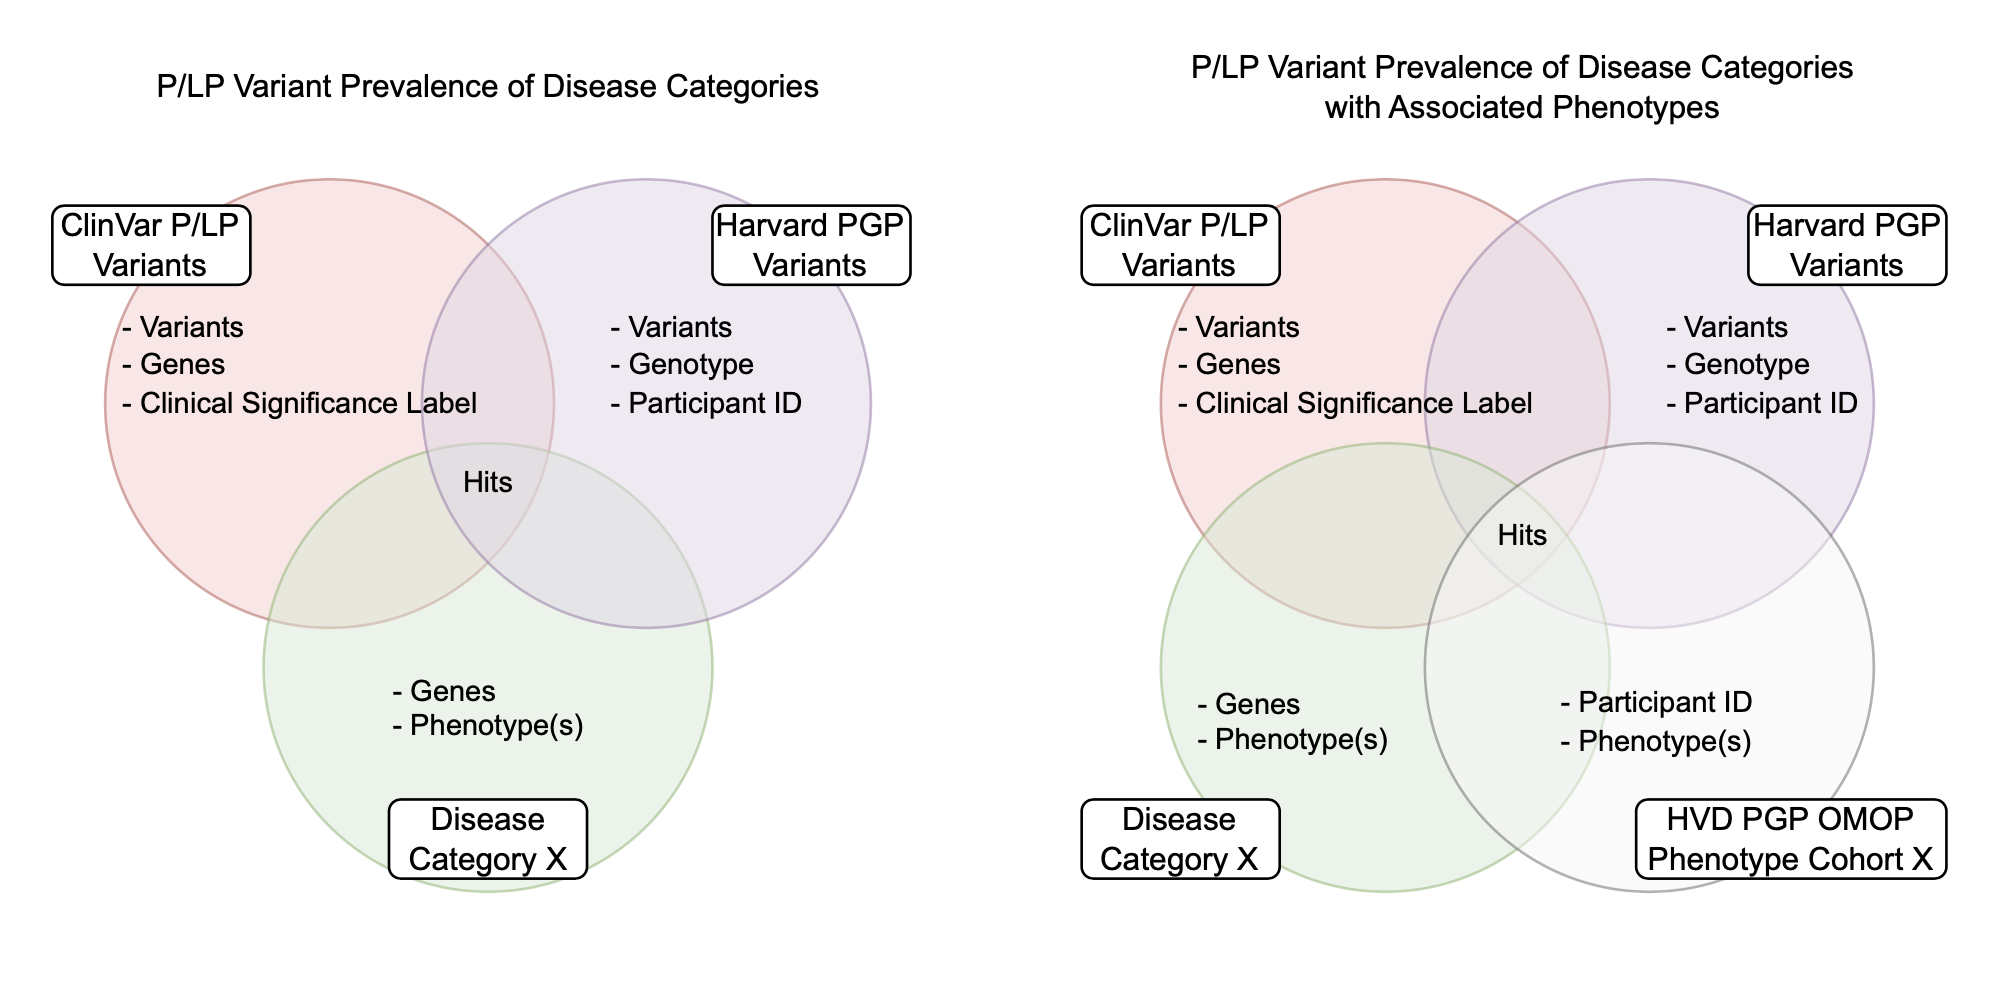 P/LP Variant Prevalence of Disease Categories
ClinVar P/LP
Variants
Harvard PGP
Variants
- Variants
- Genes
- Clinical Significance Label
- Variants
- Genotype
- Participant ID
Hits
- Genes
- Phenotype(s)
Disease
Category X
P/LP Variant Prevalence of Disease Categories
with Associated Phenotypes
ClinVar P/LP
Variants
Harvard PGP
Variants
- Variants
- Genes
- Clinical Significance Label
- Variants
- Genotype
- Participant ID
Hits
- Genes
- Phenotype(s)
- Participant ID
- Phenotype(s)
Disease
Category X
HVD PGP OMOP
Phenotype Cohort X